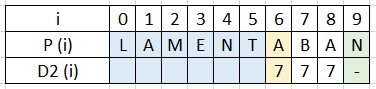 i 0 1 2 3 4 5 6 7 8 9
P (i) L A M E N T A B A N
D2 (i) 7 7 7 -